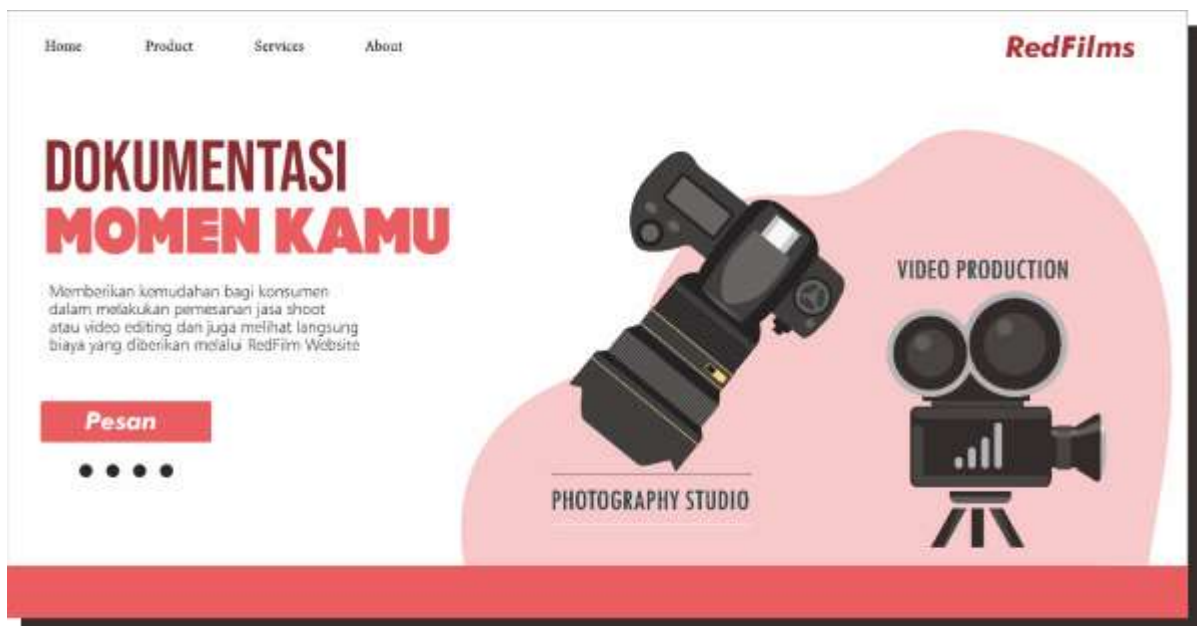 Home Product Services About
RedFilms
DOKUMENTASI
MOMEN KAMU
Memberikan kemudahan bagi konsumen
dalam melakukan pemesanan jasa shoot
atau video editing dan juga melihat langsung
biaya yang diberikan melalui RedFilm Website
Pesan
VIDEO PRODUCTION
PHOTOGRAPHY STUDIO